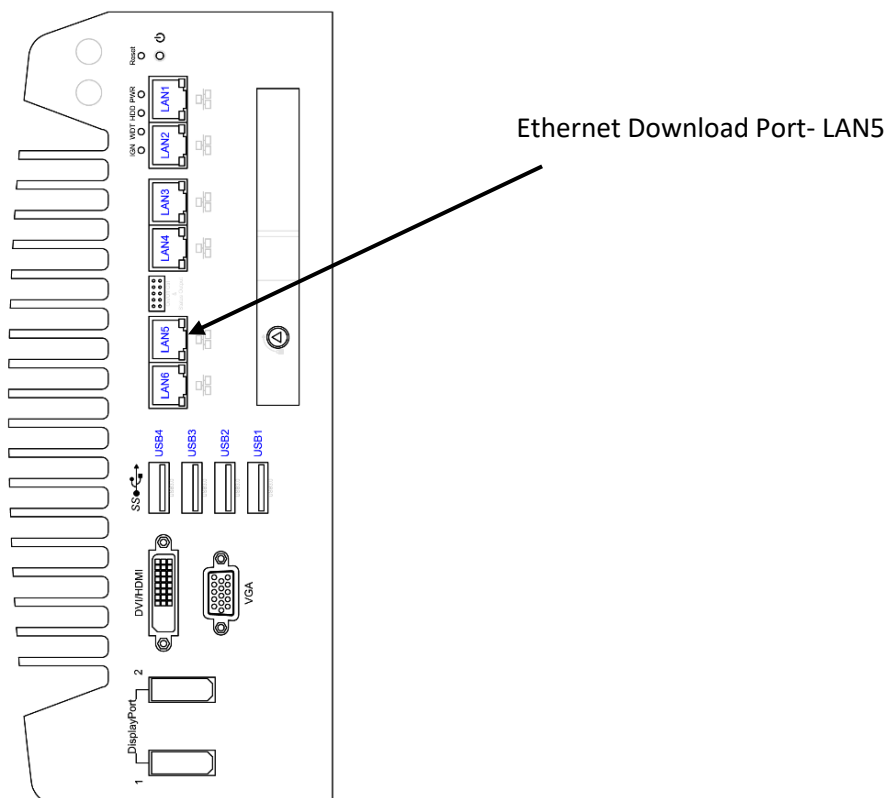 Reset
IGN WDT HDD PWR
LAN1
LAN2
Ethernet Download Port- LAN5
LAN3
LAN4
LAN5
LAN6
USB4
USB3
USB2
USB1
SS
DVI/HDMI
VGA
2
DisplayPort
1